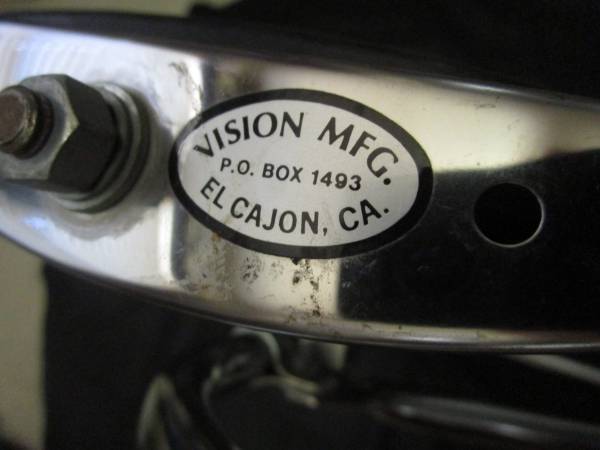 VISION MFG.
P.O. BOX 1493
EL CAJON, CA.